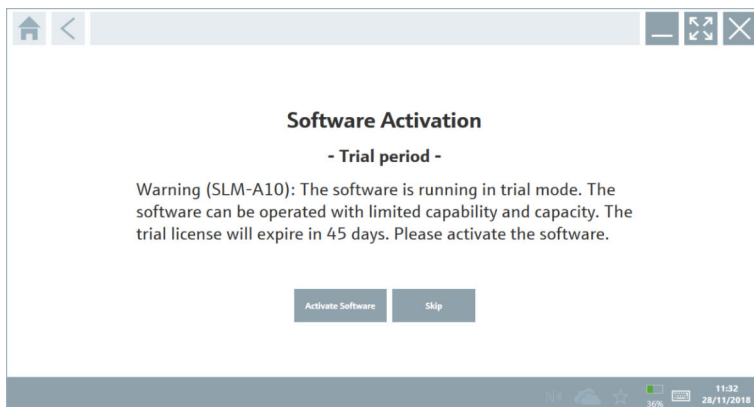 Software Activation
- Trial period -
Warning (SLM-A10): The software is running in trial mode. The
software can be operated with limited capability and capacity. The
trial license will expire in 45 days. Please activate the software.
Activate Software
Skip
11:32
36%
28/11/2018